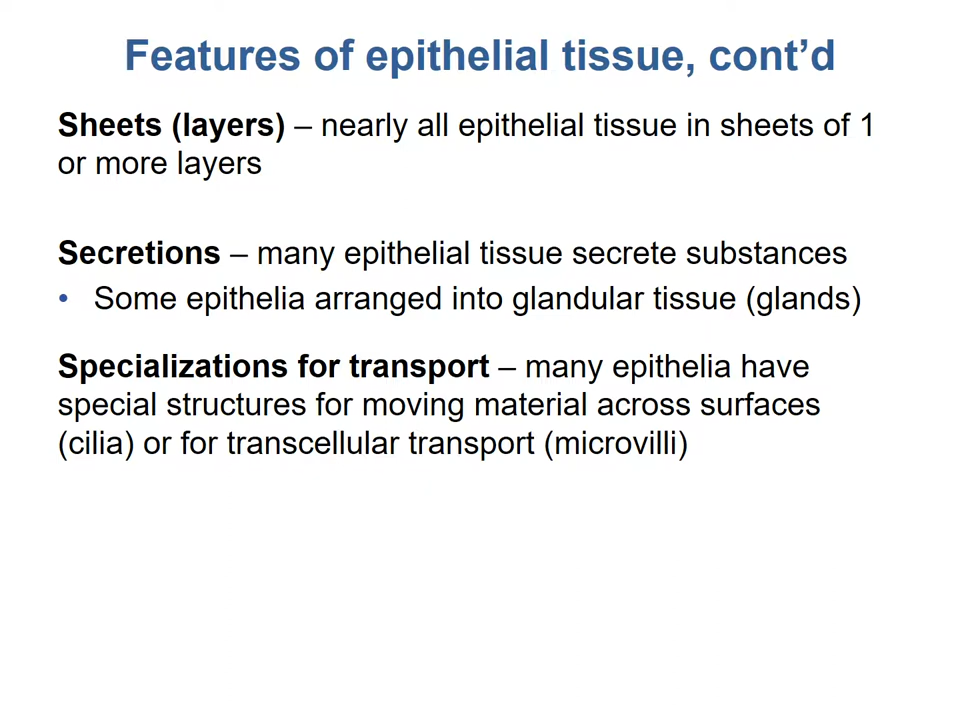 Features of epithelial tissue, cont’d
Sheets (layers) – nearly all epithelial tissue in sheets of 1
or more layers
Secretions – many epithelial tissue secrete substances
• Some epithelia arranged into glandular tissue (glands)
Specializations for transport – many epithelia have
special structures for moving material across surfaces
(cilia) or for transcellular transport (microvilli)